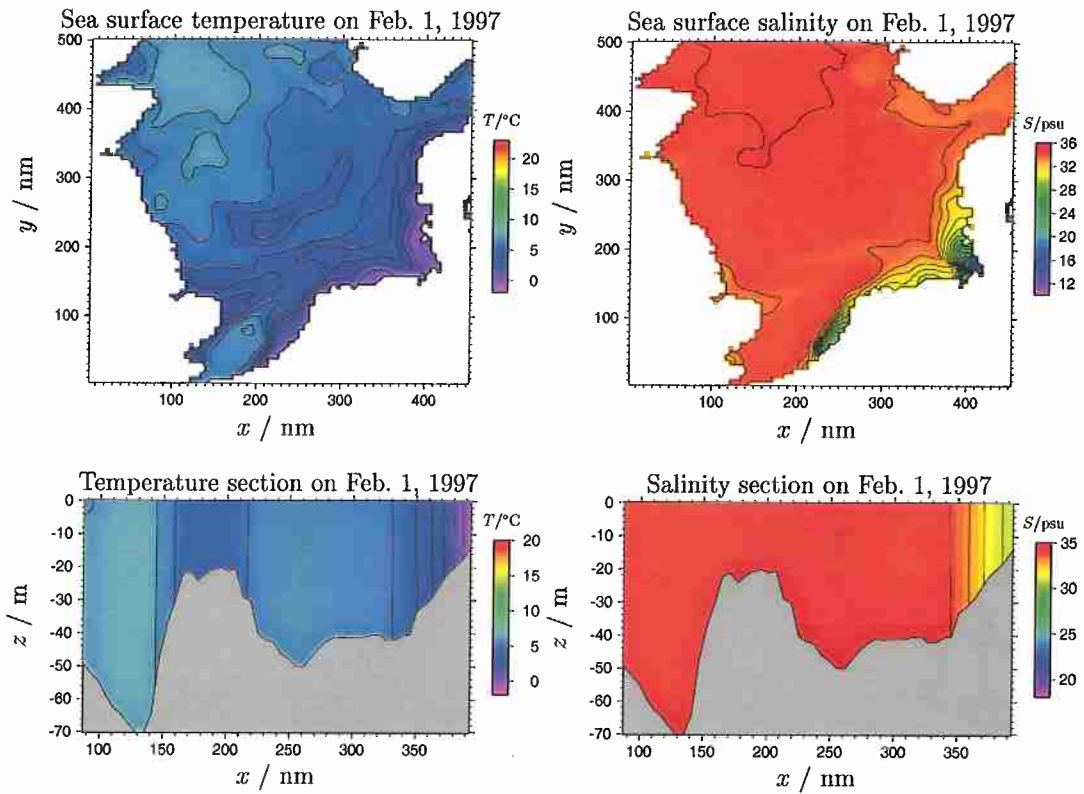 Sea surface temperature on Feb. 1, 1997
500
400
300
200
100
y / nm
100 200 300 400
x / nm
T/°C
20
15
10
5
0
Sea surface salinity on Feb. 1, 1997
500
400
300
200
100
y / nm
100 200 300 400
x / nm
S/psu
36
32
28
24
20
16
12
Temperature section on Feb. 1, 1997
0
-10
-20
-30
-40
-50
-60
-70
z / m
100 150 200 250 300 350
x / nm
T/°C
20
15
10
5
0
Salinity section on Feb. 1, 1997
0
-10
-20
-30
-40
-50
-60
-70
z / m
100 150 200 250 300 350
x / nm
S/psu
35
30
25
20